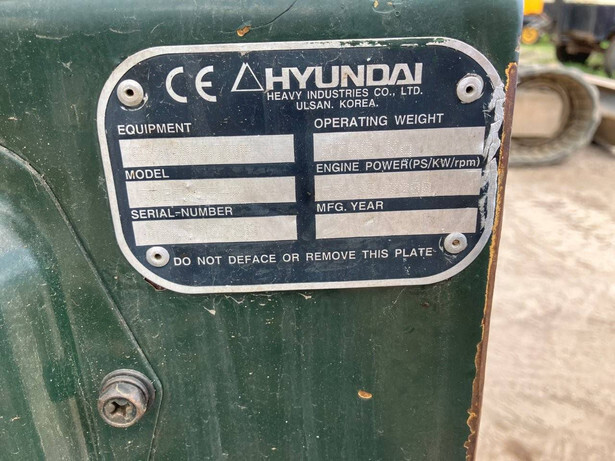 CE HYUNDAI
HEAVY INDUSTRIES CO., LTD.
ULSAN. KOREA.
EQUIPMENT
OPERATING WEIGHT
MODEL
ENGINE POWER(PS/KW/rpm)
SERIAL-NUMBER
MFG. YEAR
DO NOT DEFACE OR REMOVE THIS PLATE